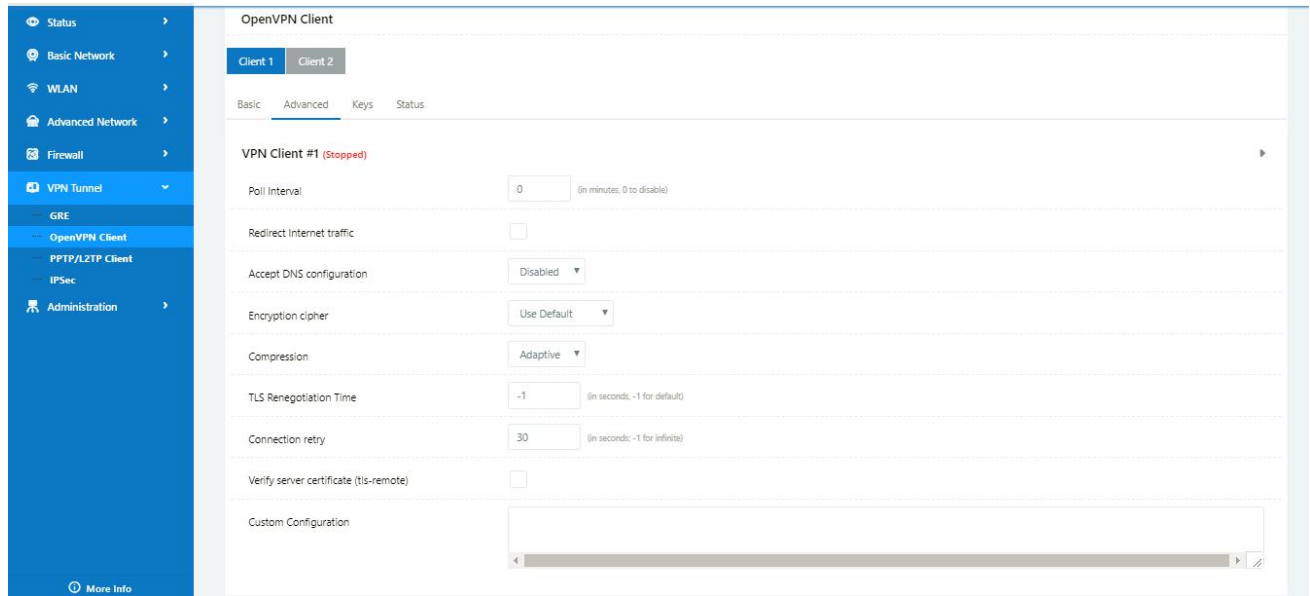 Status
Basic Network
WLAN
Advanced Network
Firewall
VPN Tunnel
GRE
OpenVPN Client
PPTP/L2TP Client
IPSec
Administration
More Info
OpenVPN Client
Client 1 Client 2
Basic Advanced Keys Status
VPN Client #1 (Stopped)
Poll Interval 0 (in minutes, 0 to disable)
Redirect Internet traffic
Accept DNS configuration Disabled
Encryption cipher Use Default
Compression Adaptive
TLS Renegotiation Time -1 (in seconds, -1 for default)
Connection retry 30 (in seconds; -1 for infinite)
Verify server certificate (tls-remote)
Custom Configuration